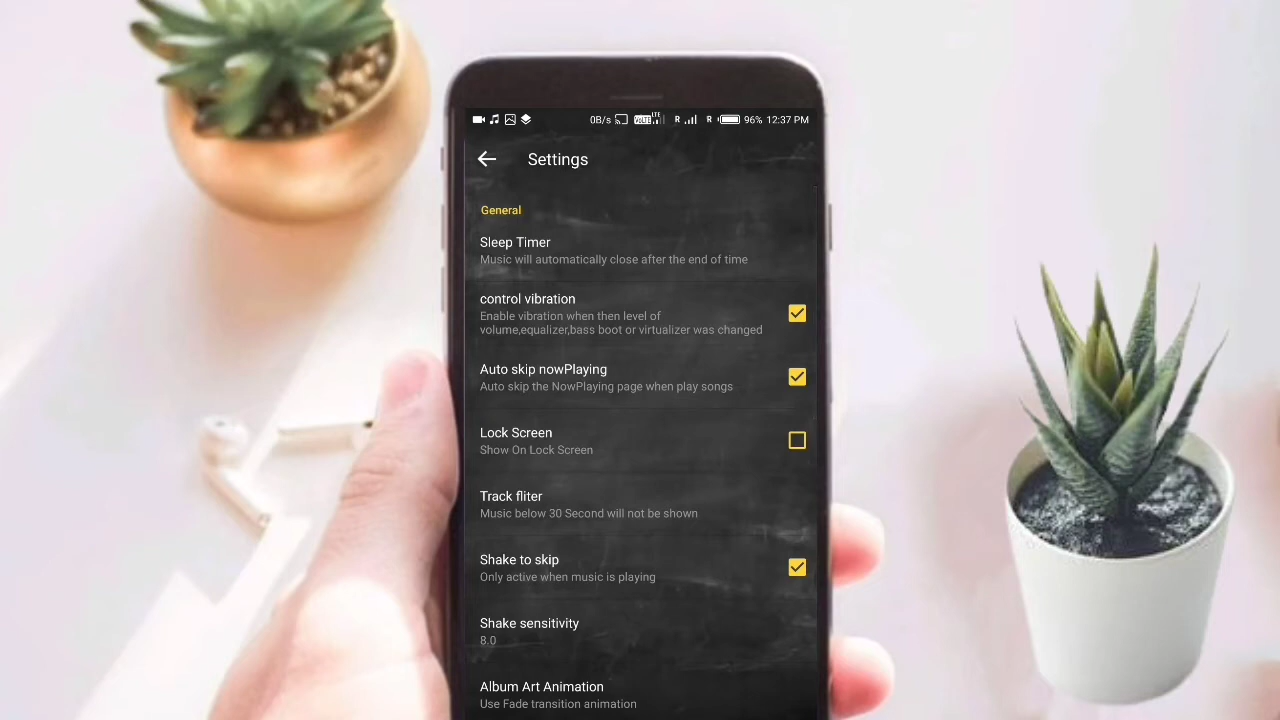 0B/s R R 96% 12:37 PM
Settings
General
Sleep Timer
Music will automatically close after the end of time
control vibration
Enable vibration when then level of
volume,equalizer,bass boot or virtualizer was changed
Auto skip nowPlaying
Auto skip the NowPlaying page when play songs
Lock Screen
Show On Lock Screen
Track fliter
Music below 30 Second will not be shown
Shake to skip
Only active when music is playing
Shake sensitivity
8.0
Album Art Animation
Use Fade transition animation